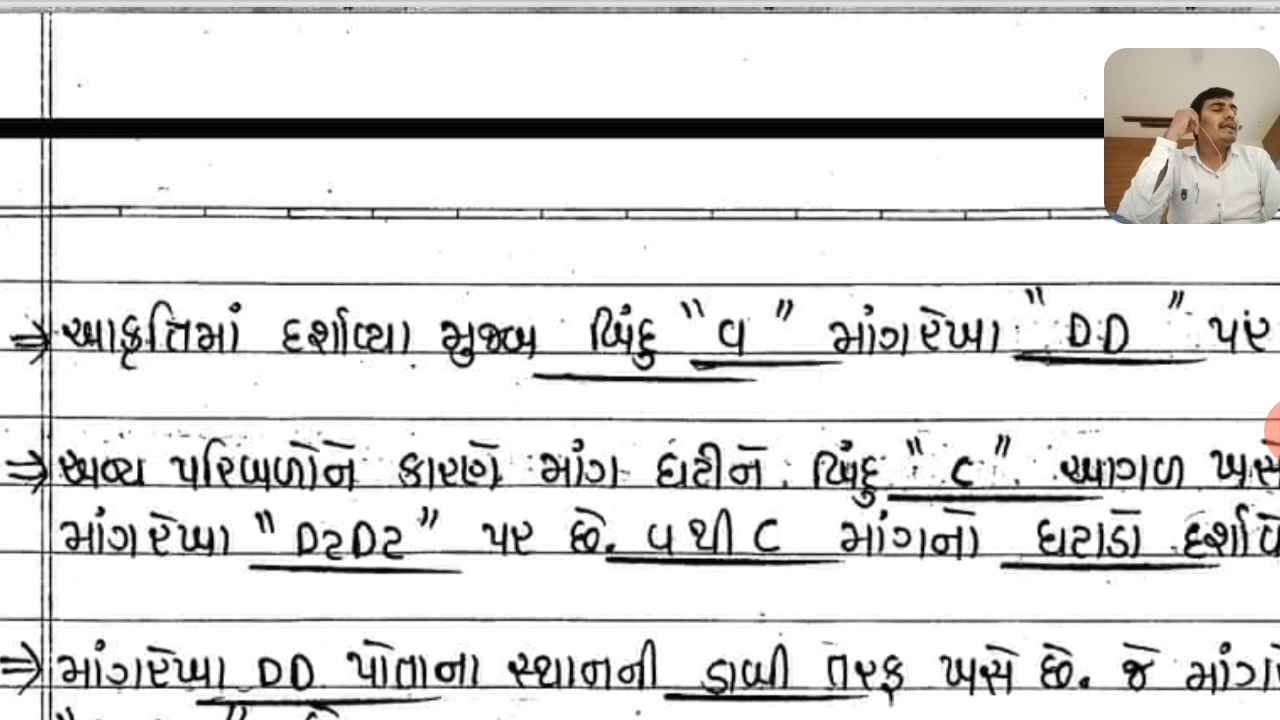 ⇒ આકૃતિમાં દર્શાવ્યા મુજબ બિંદુ "વ" માંગરેખા "D.D" પર
⇒ અન્ય પરિબળોને કારણે માંગ ઘટીને બિંદુ "C" આગળ ખસે
માંગરેખા "D2D2" પર છે. વ થી C માંગનો ઘટાડો દર્શાવે
⇒ માંગરેખા DD પોતાના સ્થાનની ડાબી તરફ ખસે છે. જે